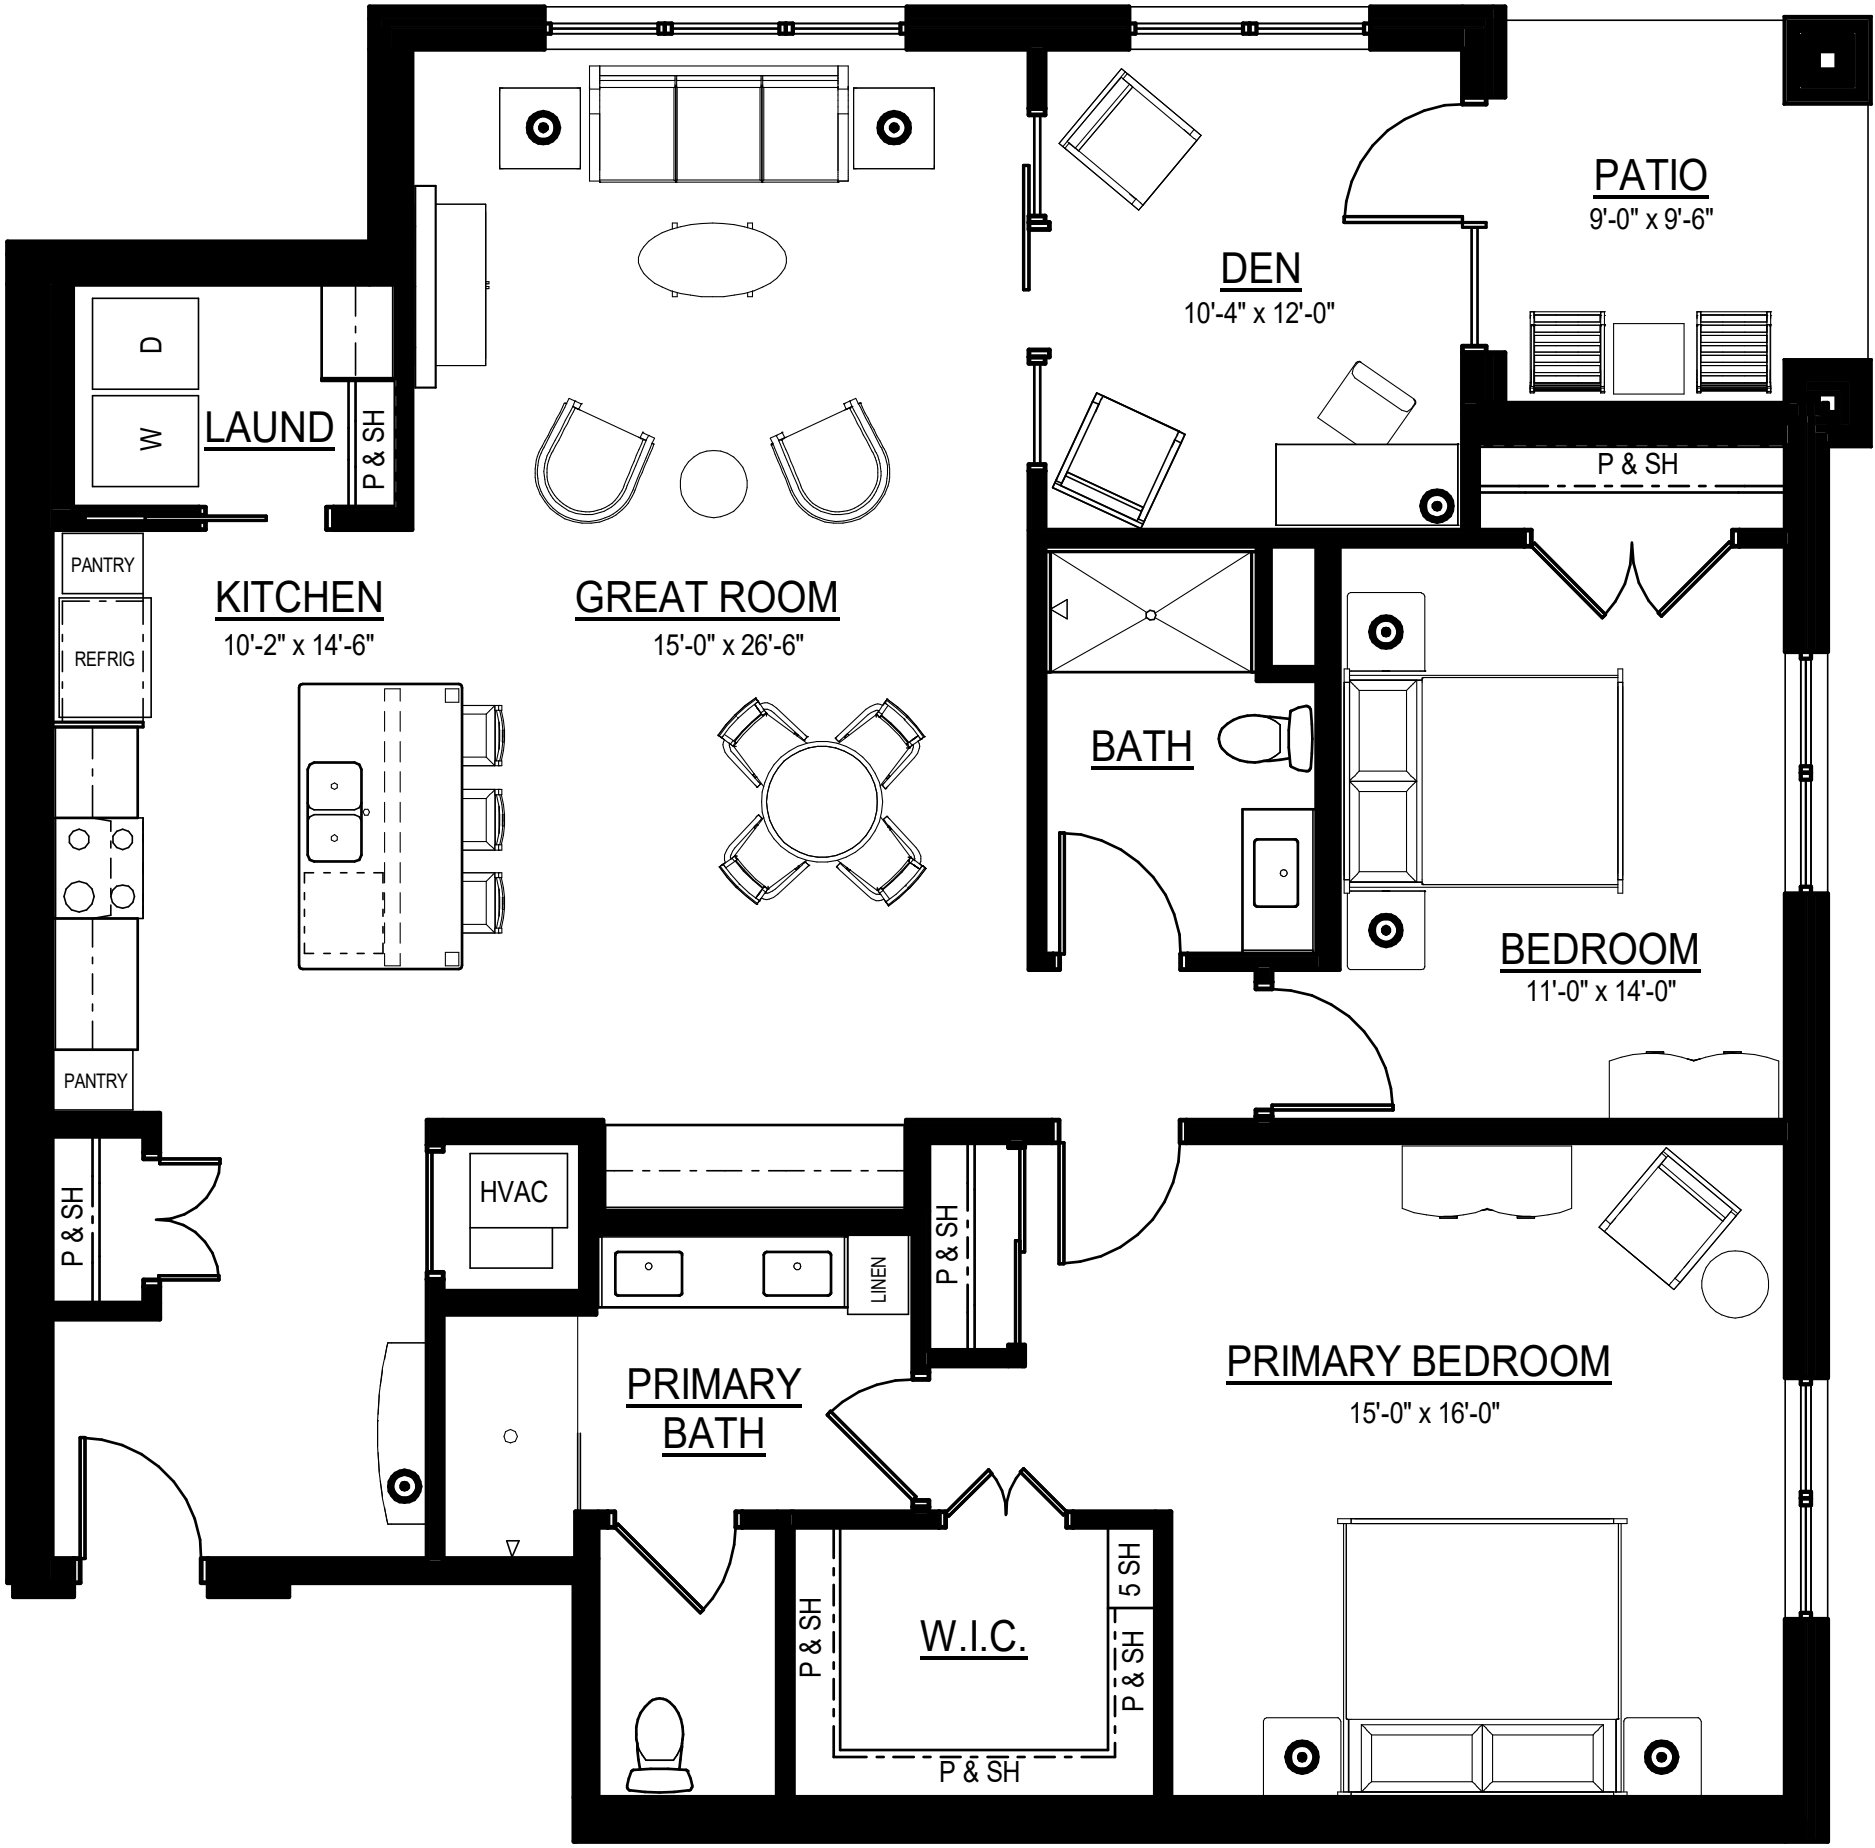 PATIO
9'-0" x 9'-6"
DEN
10'-4" x 12'-0"
D
W
LAUND
P & SH
P & SH
PANTRY
REFRIG
KITCHEN
10'-2" x 14'-6"
GREAT ROOM
15'-0" x 26'-6"
BATH
BEDROOM
11'-0" x 14'-0"
PANTRY
P & SH
HVAC
LINEN
P & SH
PRIMARY
BATH
PRIMARY BEDROOM
15'-0" x 16'-0"
P & SH
W.I.C.
5 SH
P & SH
P & SH